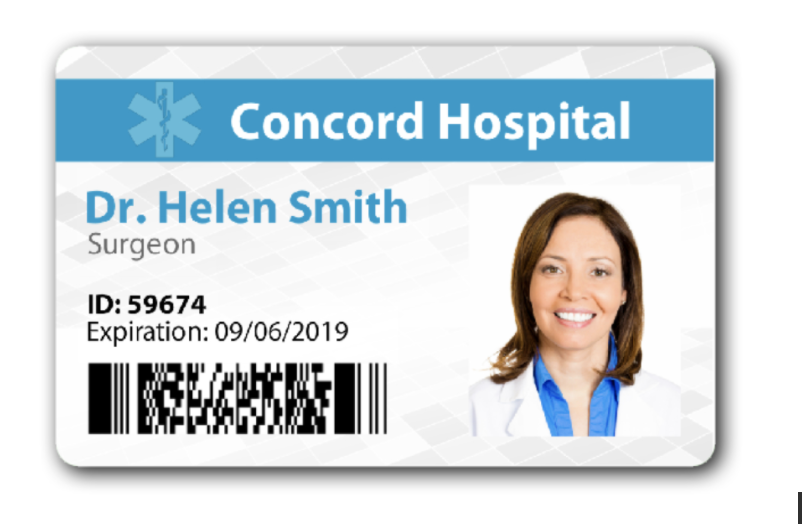 Concord Hospital
Dr. Helen Smith
Surgeon
ID: 59674
Expiration: 09/06/2019